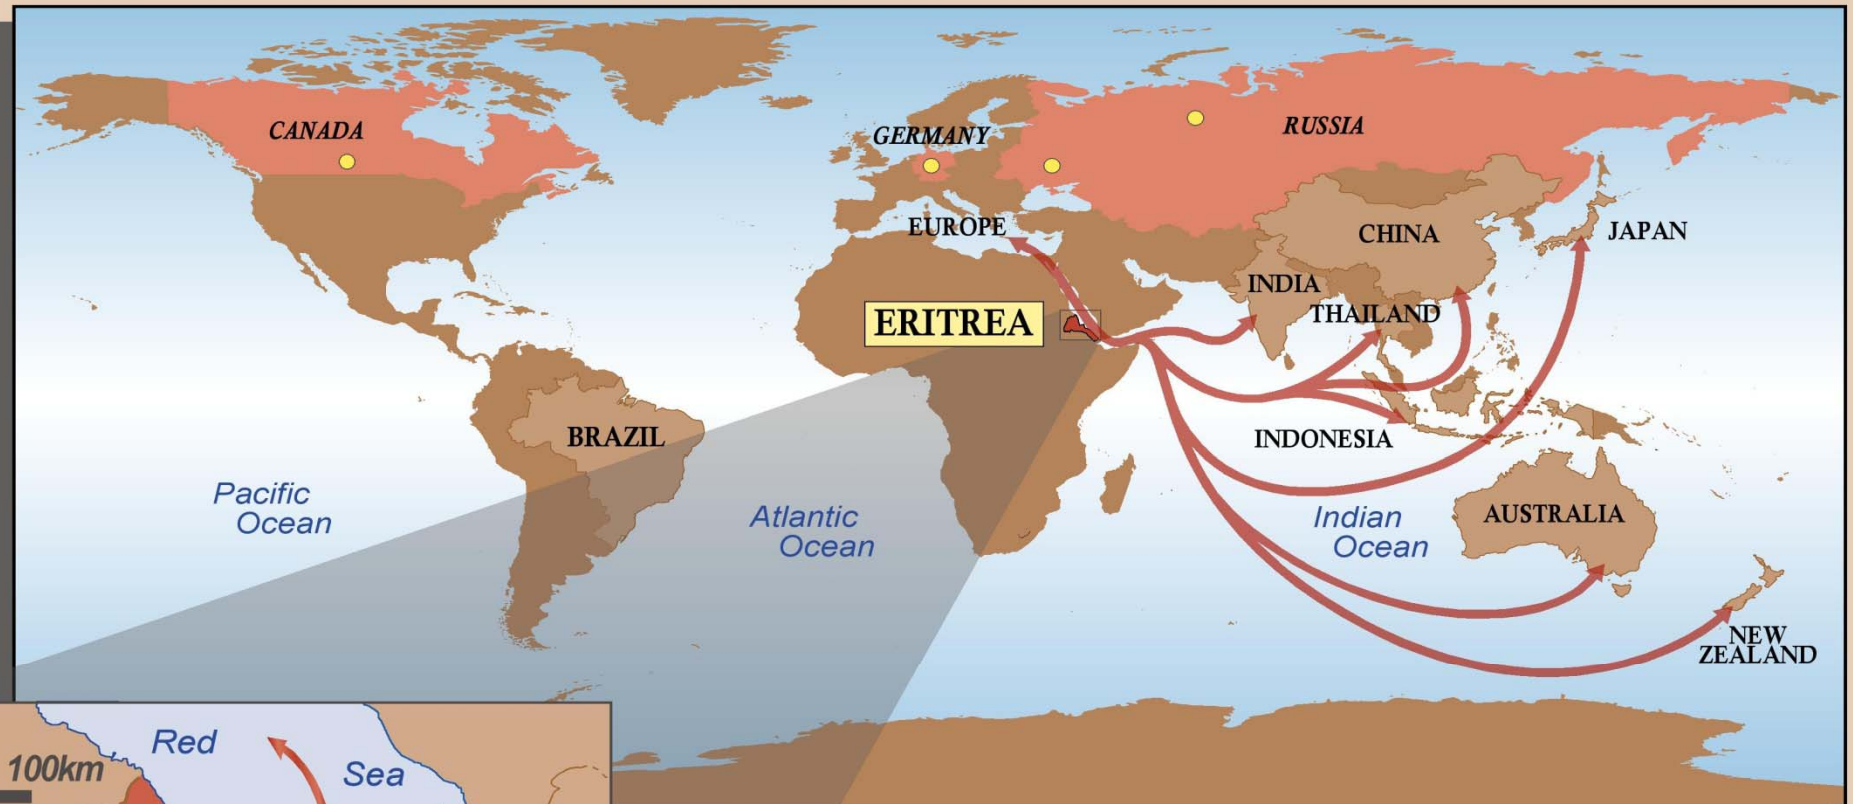 CANADA
GERMANY
RUSSIA
EUROPE
CHINA
JAPAN
INDIA
THAILAND
ERITREA
BRAZIL
INDONESIA
Pacific
Ocean
Atlantic
Ocean
Indian
Ocean
AUSTRALIA
NEW
ZEALAND
Red
Sea
100km